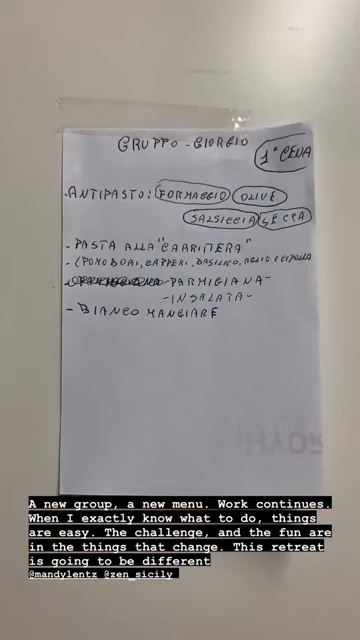 GRUPPO - GIORGIO
1° CENA
- ANTIPASTO: FORMAGGIO OLIVE
SALSICCIA SECCA
- PASTA ALLA "CARRITTERA"
- (POMODORI, CAPPERI, BASILICO, AGLIO E CIPOLLA
- PARMIGIANA -
- INSALATA -
- BIANCO MANGIARE
A new group, a new menu. Work continues.
When I exactly know what to do, things
are easy. The challenge, and the fun are
in the things that change. This retreat
is going to be different
@mandylentz @zen_sicily